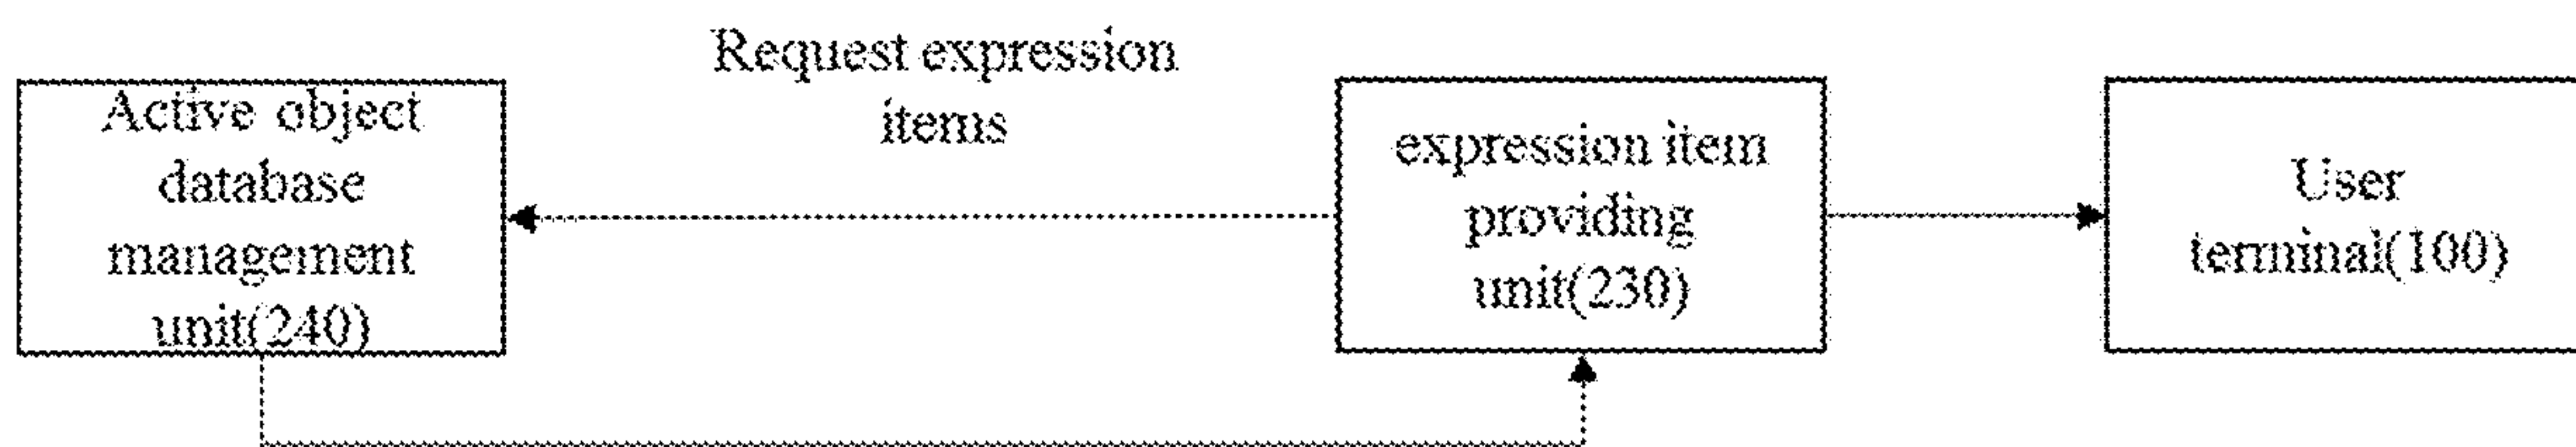 Request expression
items
Active object
database
management
unit(240)
expression item
providing
unit(230)
User
terminal(100)